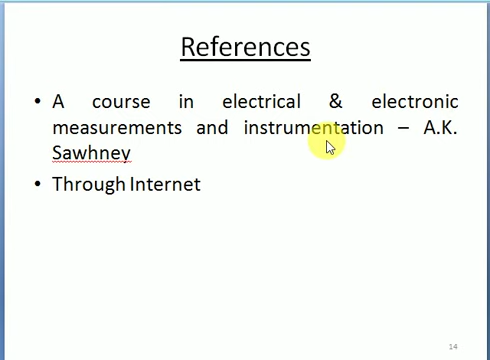 References
• A course in electrical & electronic
measurements and instrumentation – A.K.
Sawhney
• Through Internet
14